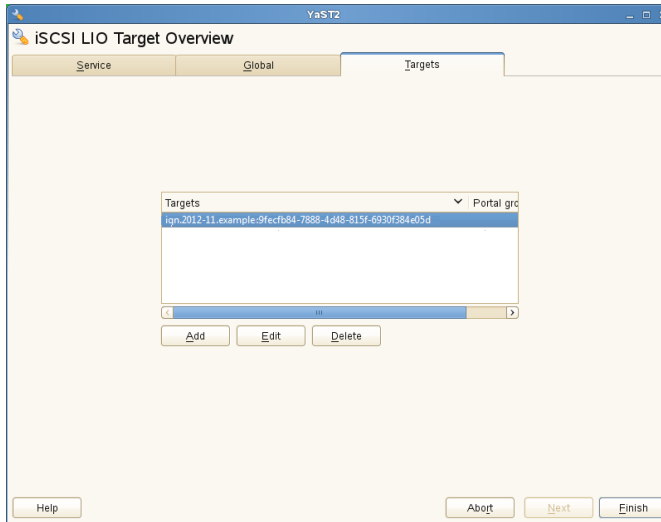 YaST2
iSCSI LIO Target Overview
Service Global Targets
Targets Portal gro
iqn.2012-11.example:9fecfb84-7888-4d48-815f-6930f384e05d
Add Edit Delete
Help Abort Next Finish